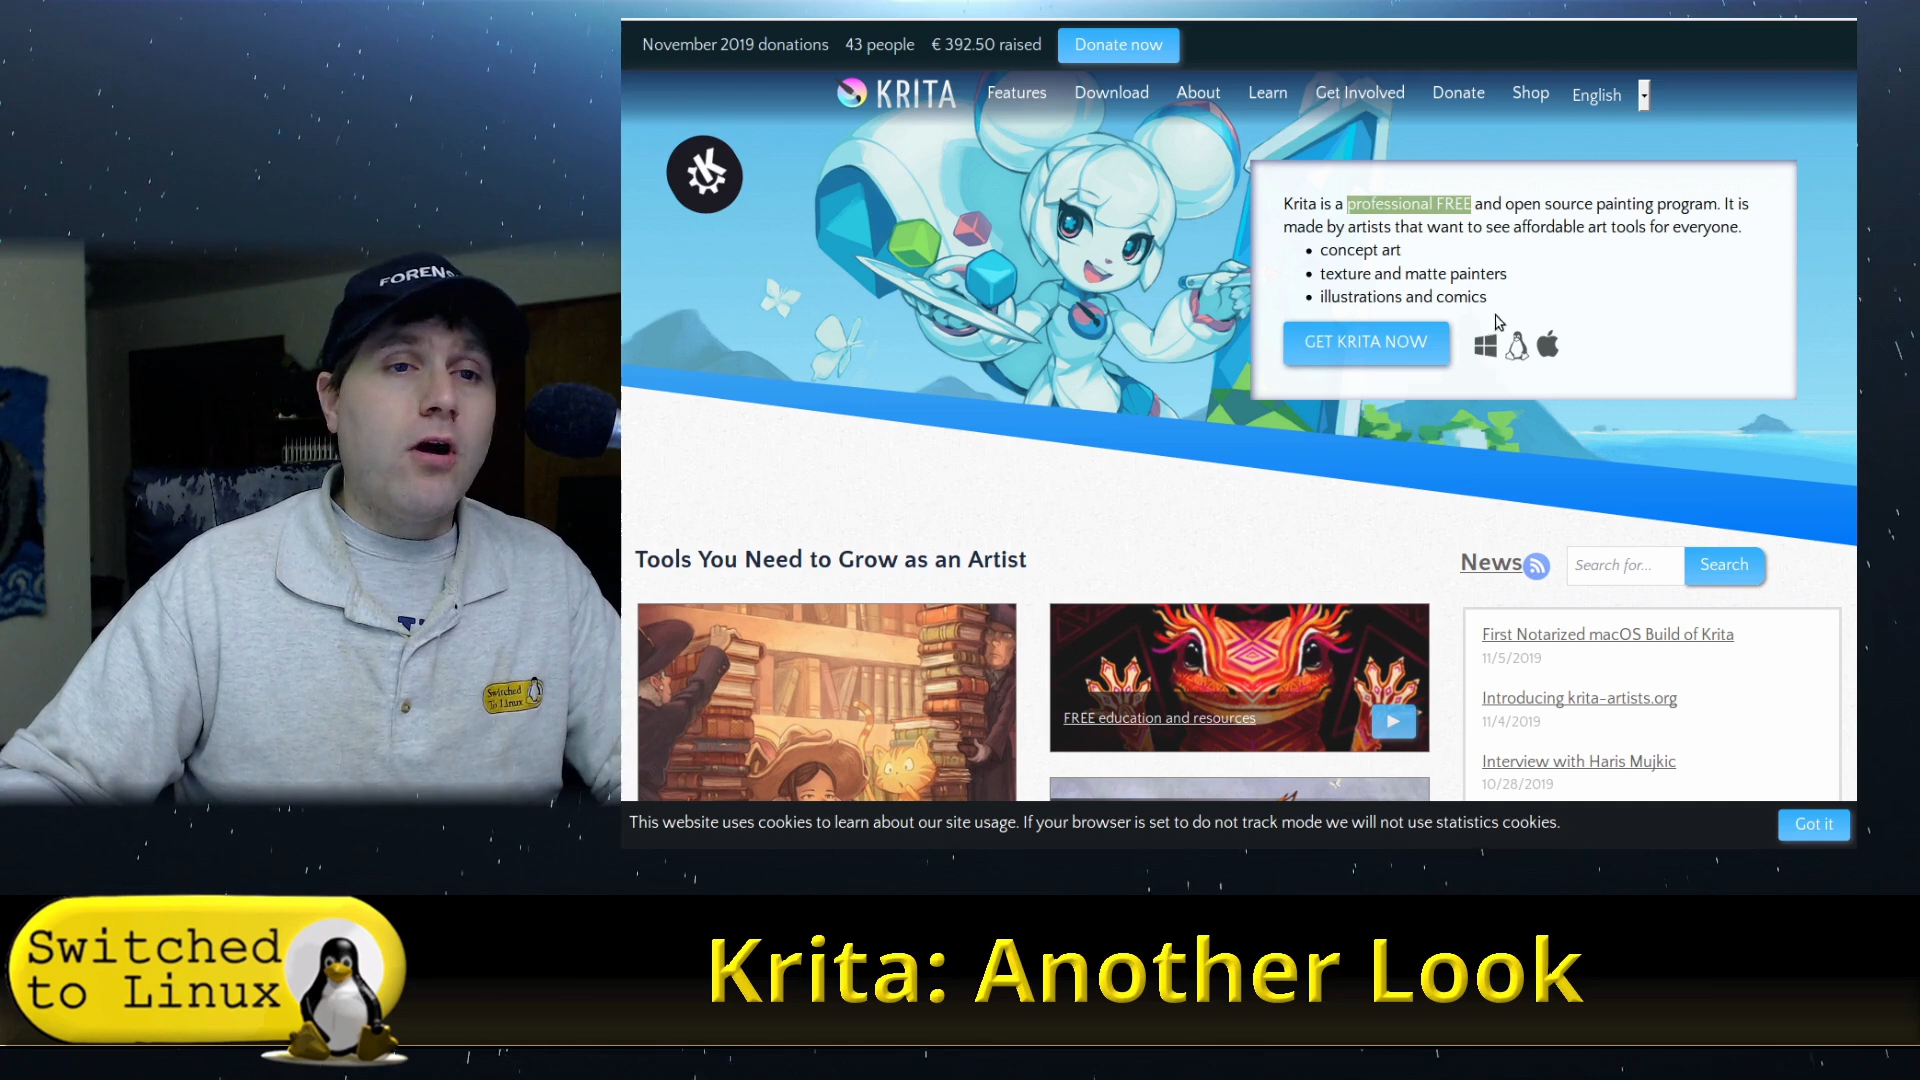 November 2019 donations 43 people € 392.50 raised Donate now
KRITA Features Download About Learn Get Involved Donate Shop English
Krita is a professional FREE and open source painting program. It is
made by artists that want to see affordable art tools for everyone.
• concept art
• texture and matte painters
• illustrations and comics
GET KRITA NOW
Tools You Need to Grow as an Artist
FREE education and resources
News Search for... Search
First Notarized macOS Build of Krita
11/5/2019
Introducing krita-artists.org
11/4/2019
Interview with Haris Mujkic
10/28/2019
This website uses cookies to learn about our site usage. If your browser is set to do not track mode we will not use statistics cookies. Got it
Switched
To Linux
Switched
to Linux
Krita: Another Look